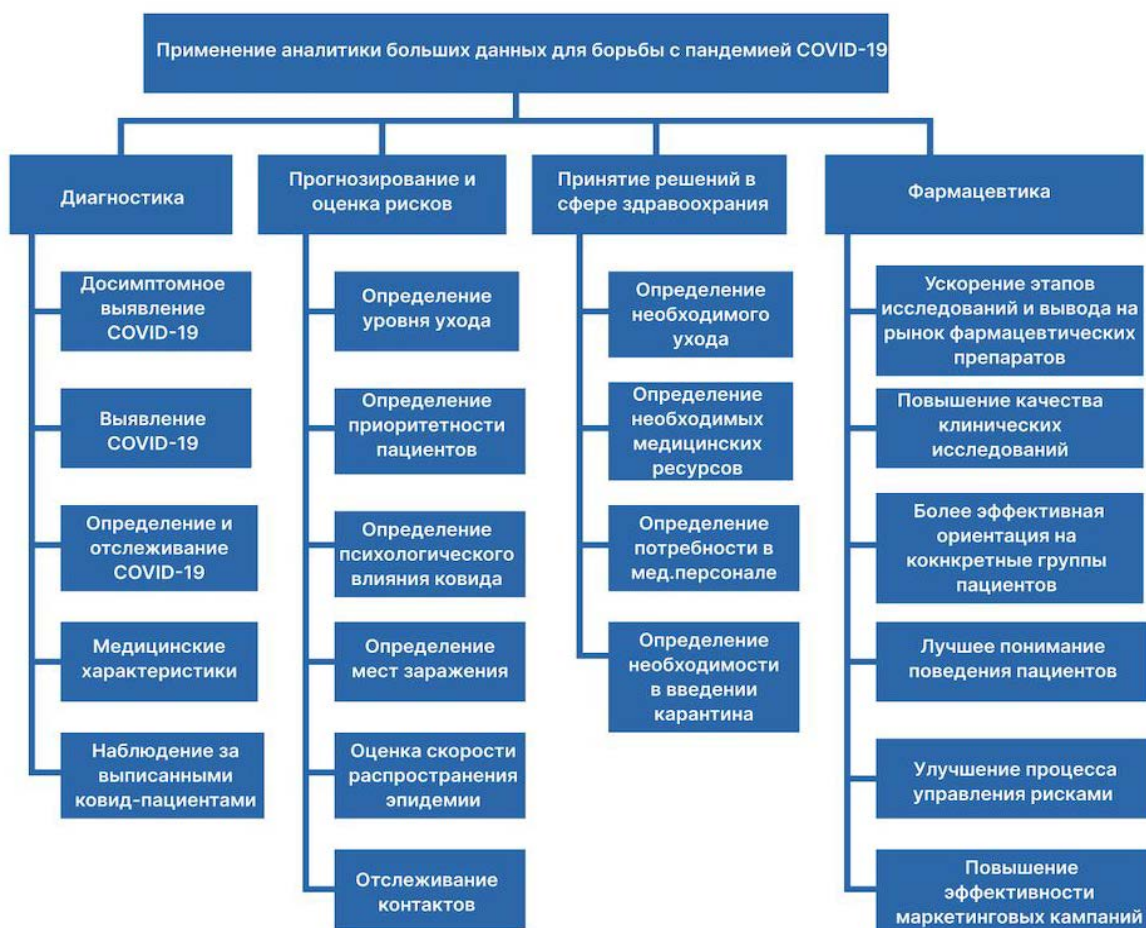 Применение аналитики больших данных для борьбы с пандемией COVID-19
Диагностика
Досимптомное
выявление
COVID-19
Выявление
COVID-19
Определение и
отслеживание
COVID-19
Медицинские
характеристики
Наблюдение за
выписанными
ковид-пациентами
Прогнозирование и
оценка рисков
Определение
уровня ухода
Определение
приоритетности
пациентов
Определение
психологического
влияния ковида
Определение
мест заражения
Оценка скорости
распространения
эпидемии
Отслеживание
контактов
Принятие решений в
сфере здравоохрания
Определение
необходимого
ухода
Определение
необходимых
медицинских
ресурсов
Определение
потребности в
мед.персонале
Определение
необходимости
в введении
карантина
Фармацевтика
Ускорение этапов
исследований и вывода на
рынок фармацевтических
препаратов
Повышение качества
клинических
исследований
Более эффективная
ориентация на
кокнкретные группы
пациентов
Лучшее понимание
поведения пациентов
Улучшение процесса
управления рисками
Повышение
эффективности
маркетинговых кампаний